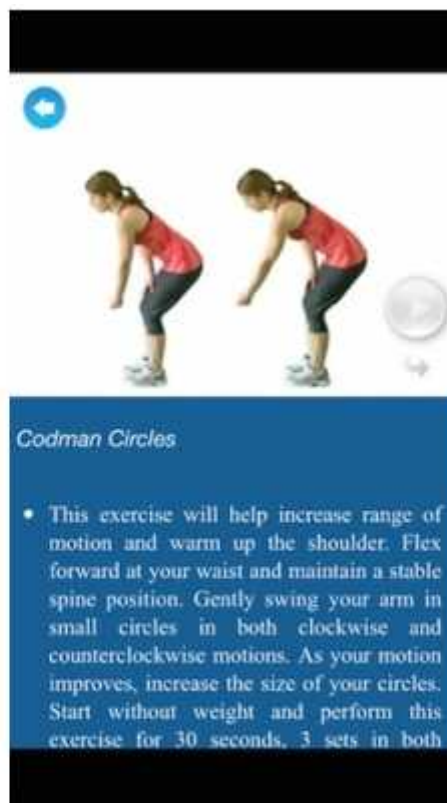 Codman Circles
• This exercise will help increase range of
motion and warm up the shoulder. Flex
forward at your waist and maintain a stable
spine position. Gently swing your arm in
small circles in both clockwise and
counterclockwise motions. As your motion
improves, increase the size of your circles.
Start without weight and perform this
exercise for 30 seconds, 3 sets in both